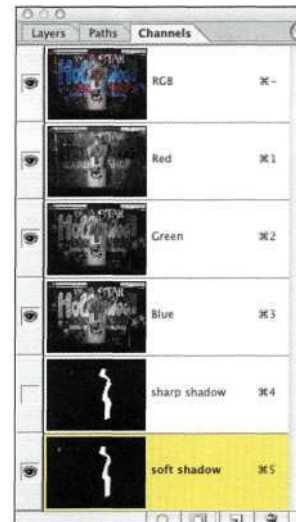 Layers Paths Channels
RGB ⌘~
Red ⌘1
Green ⌘2
Blue ⌘3
sharp shadow ⌘4
soft shadow ⌘5